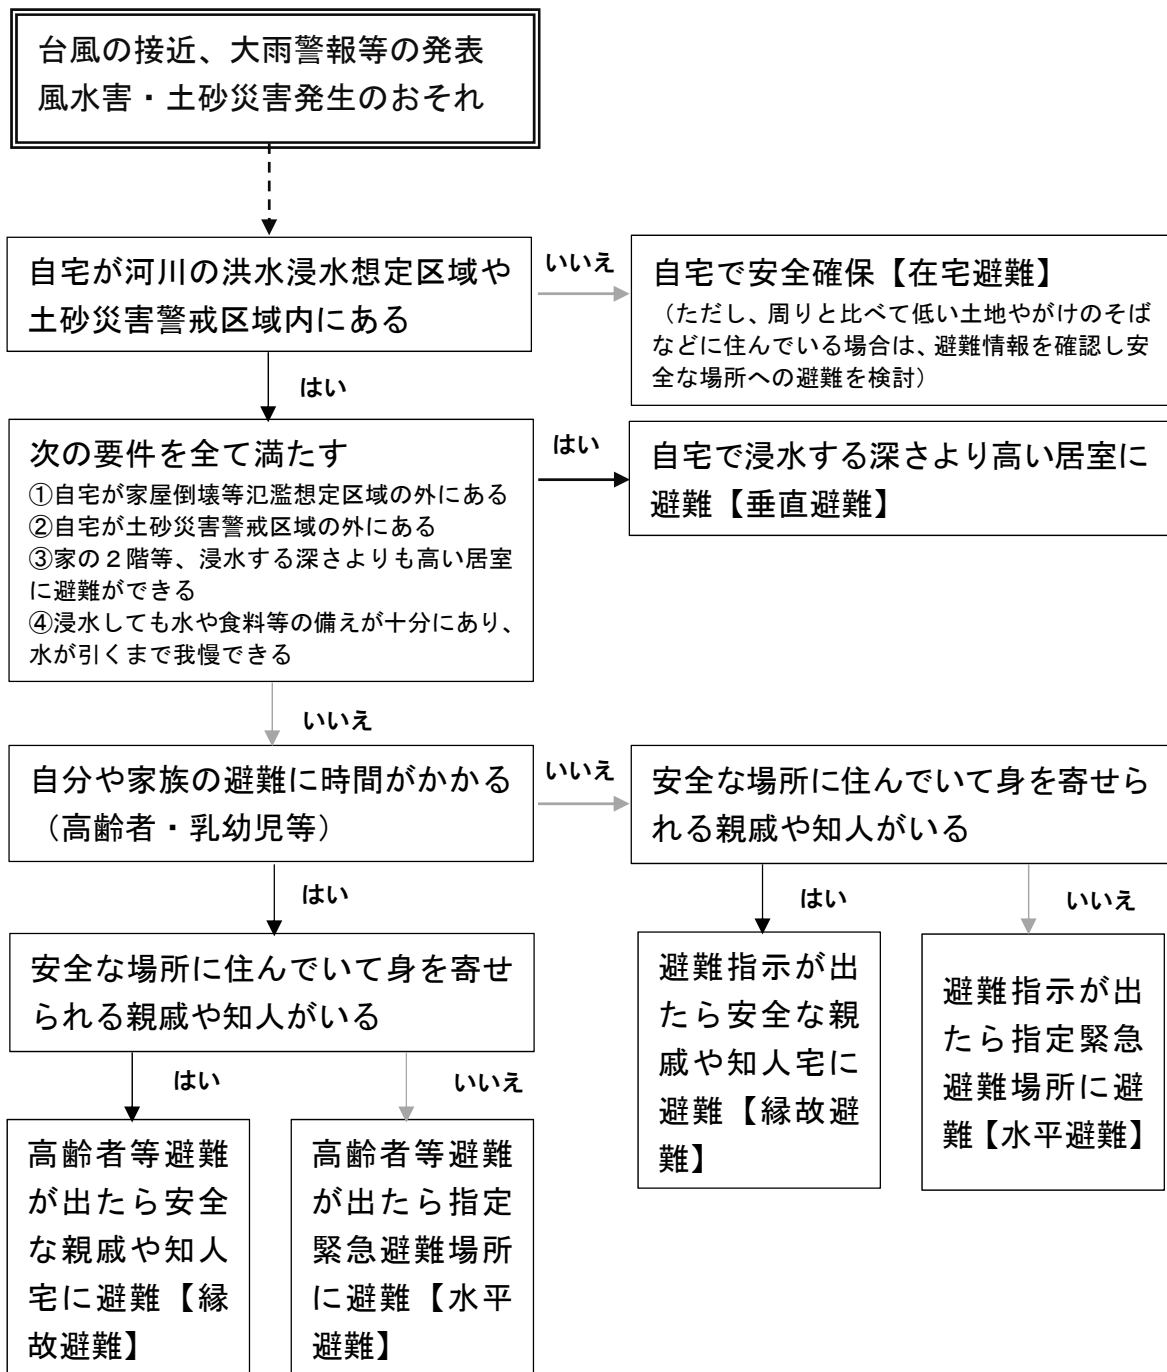 台風の接近、大雨警報等の発表
風水害・土砂災害発生のおそれ
自宅が河川の洪水浸水想定区域や
土砂災害警戒区域内にある
いいえ
自宅で安全確保【在宅避難】
（ただし、周りと比べて低い土地やがけのそば
などに住んでいる場合は、避難情報を確認し安
全な場所への避難を検討）
はい
次の要件を全て満たす
①自宅が家屋倒壊等氾濫想定区域の外にある
②自宅が土砂災害警戒区域の外にある
③家の２階等、浸水する深さよりも高い居室
に避難ができる
④浸水しても水や食料等の備えが十分にあり、
水が引くまで我慢できる
はい
自宅で浸水する深さより高い居室に
避難【垂直避難】
いいえ
自分や家族の避難に時間がかかる
（高齢者・乳幼児等）
いいえ
安全な場所に住んでいて身を寄せら
れる親戚や知人がいる
はい
安全な場所に住んでいて身を寄せ
られる親戚や知人がいる
はい
いいえ
避難指示が出
たら安全な親
戚や知人宅に
避難【縁故避
難】
避難指示が出
たら指定緊急
避難場所に避
難【水平避難】
はい
いいえ
高齢者等避難
が出たら安全
な親戚や知人
宅に避難【縁
故避難】
高齢者等避難
が出たら指定
緊急避難場所
に避難【水平
避難】